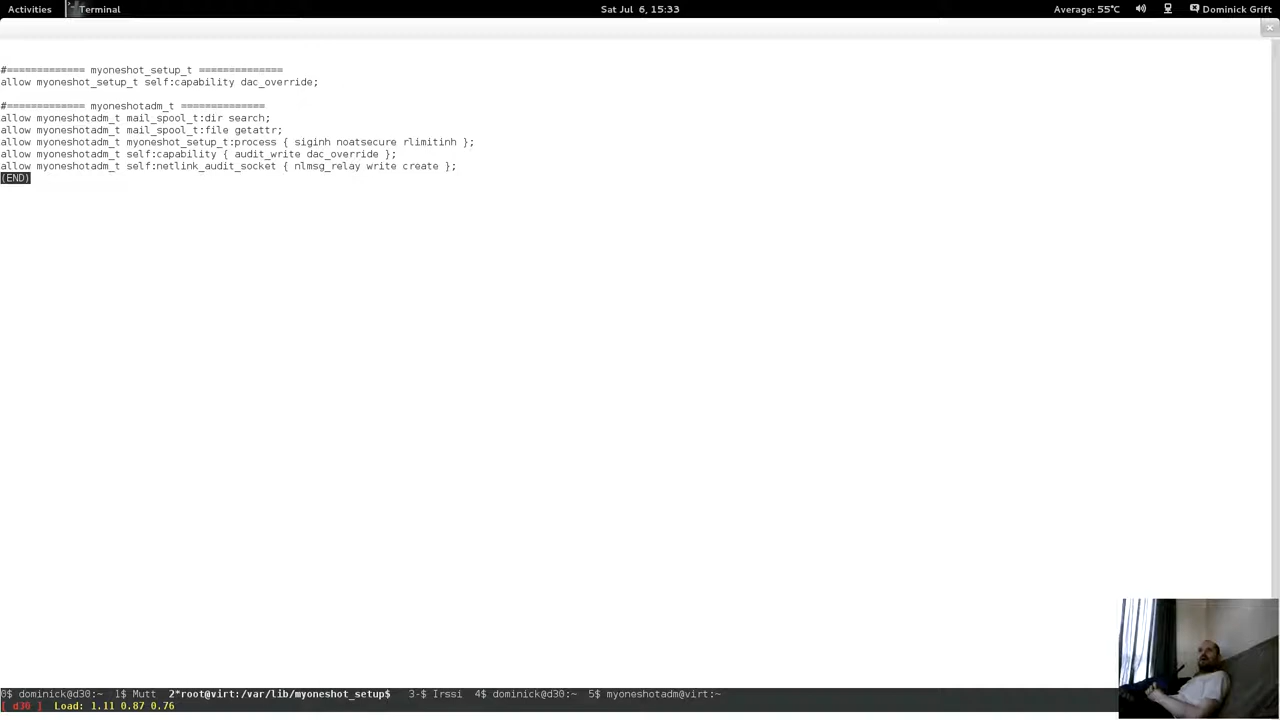 Activities Terminal Sat Jul 6, 15:33 Average: 55°C Dominick Grift
#============= myoneshot_setup_t ==============
allow myoneshot_setup_t self:capability dac_override;
#============= myoneshotadm_t ==============
allow myoneshotadm_t mail_spool_t:dir search;
allow myoneshotadm_t mail_spool_t:file getattr;
allow myoneshotadm_t myoneshot_setup_t:process { siginh noatsecure rlimitinh };
allow myoneshotadm_t self:capability { audit_write dac_override };
allow myoneshotadm_t self:netlink_audit_socket { nlmsg_relay write create };
(END)
0$ dominick@d30:~ 1$ Mutt 2*root@virt:/var/lib/myoneshot_setup$ 3-$ Irssi 4$ dominick@d30:~ 5$ myoneshotadm@virt:~
[ d30 ] Load: 1.11 0.87 0.76